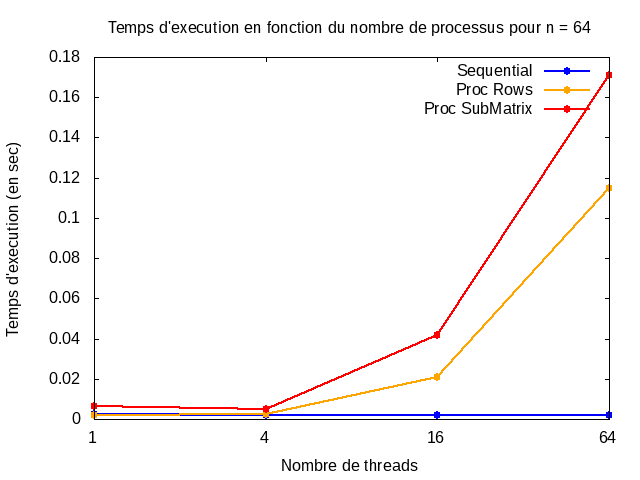 Temps d'execution en fonction du nombre de processus pour n = 64
Temps d'execution (en sec)
0.18
0.16
0.14
0.12
0.1
0.08
0.06
0.04
0.02
0
Sequential
Proc Rows
Proc SubMatrix
1 4 16 64
Nombre de threads